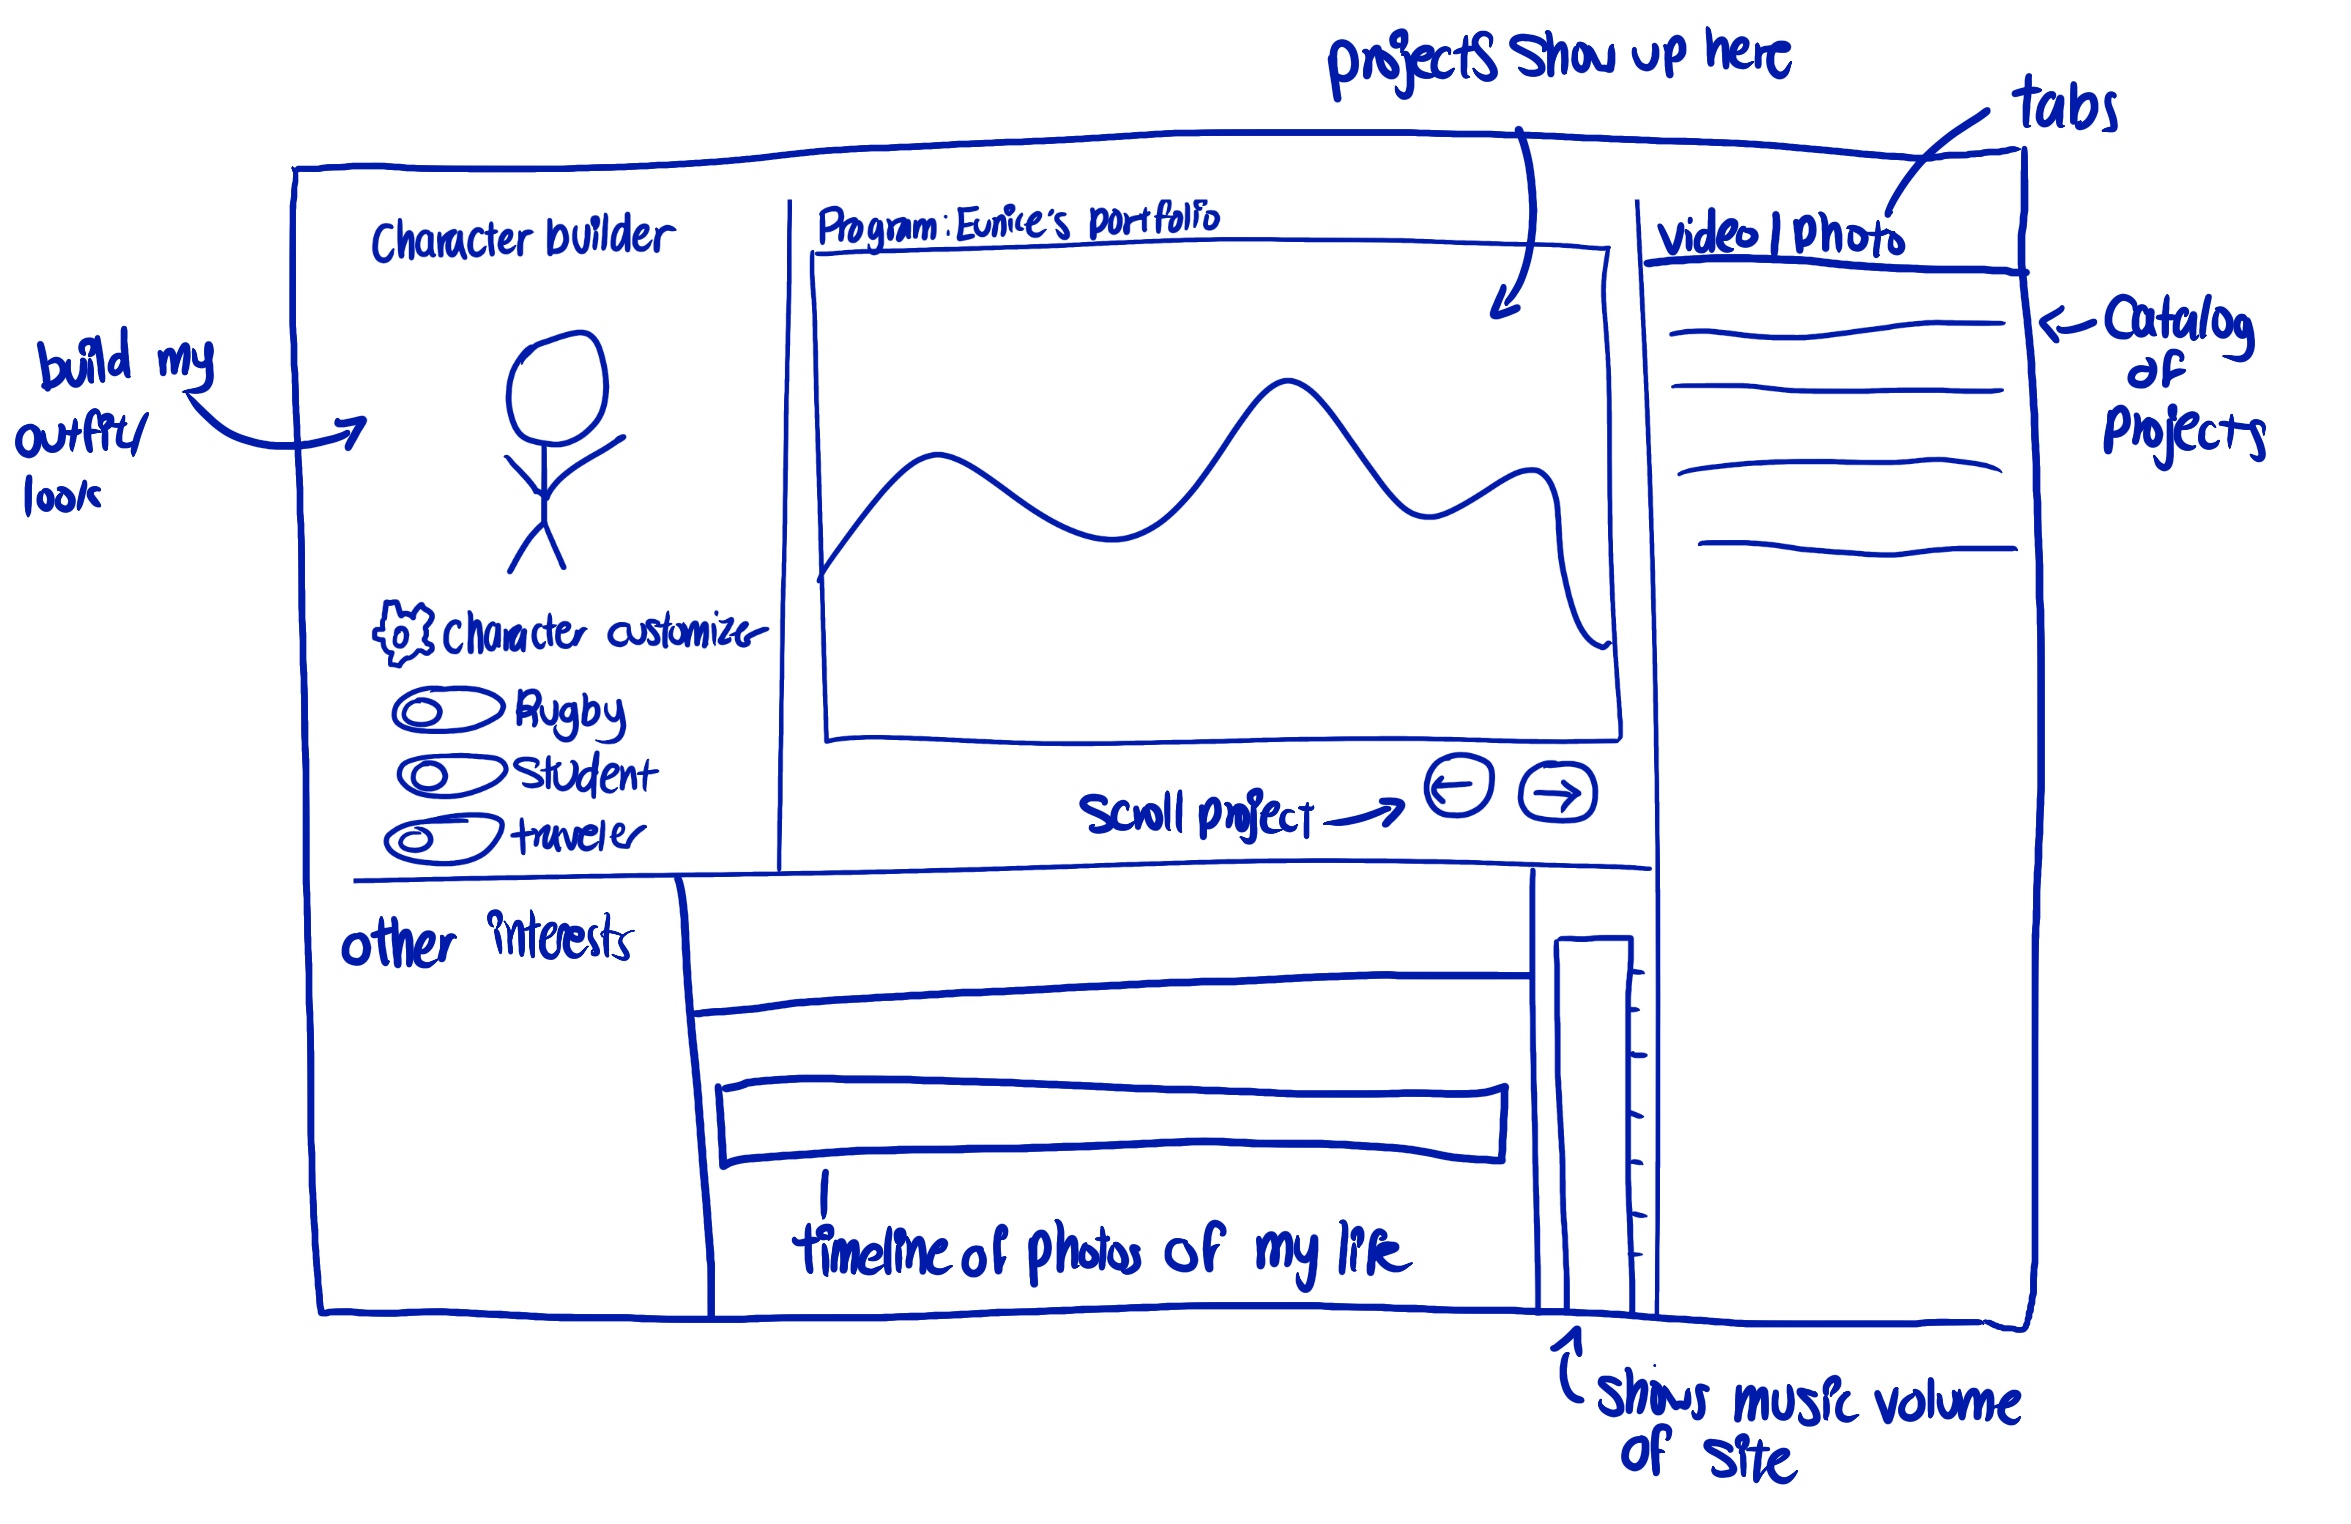 projects show up here
tabs
Character builder
Program: Eunice's portfolio
video | photo
build my
outfit/
look
Catalog
of
projects
Character customize
Rugby
Student
traveler
Scroll project
other interests
timeline of photos of my life
shows music volume
of site